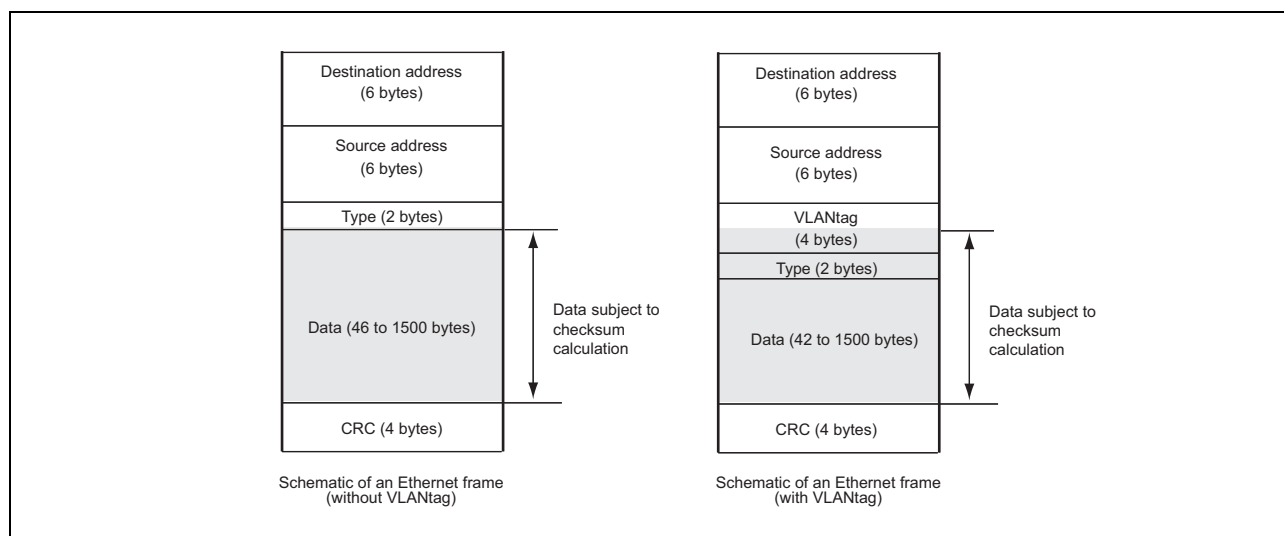 Destination address
(6 bytes)
Source address
(6 bytes)
Type (2 bytes)
Data (46 to 1500 bytes)
Data subject to
checksum
calculation
CRC (4 bytes)
Schematic of an Ethernet frame
(without VLANtag)
Destination address
(6 bytes)
Source address
(6 bytes)
VLANtag
(4 bytes)
Type (2 bytes)
Data (42 to 1500 bytes)
Data subject to
checksum
calculation
CRC (4 bytes)
Schematic of an Ethernet frame
(with VLANtag)